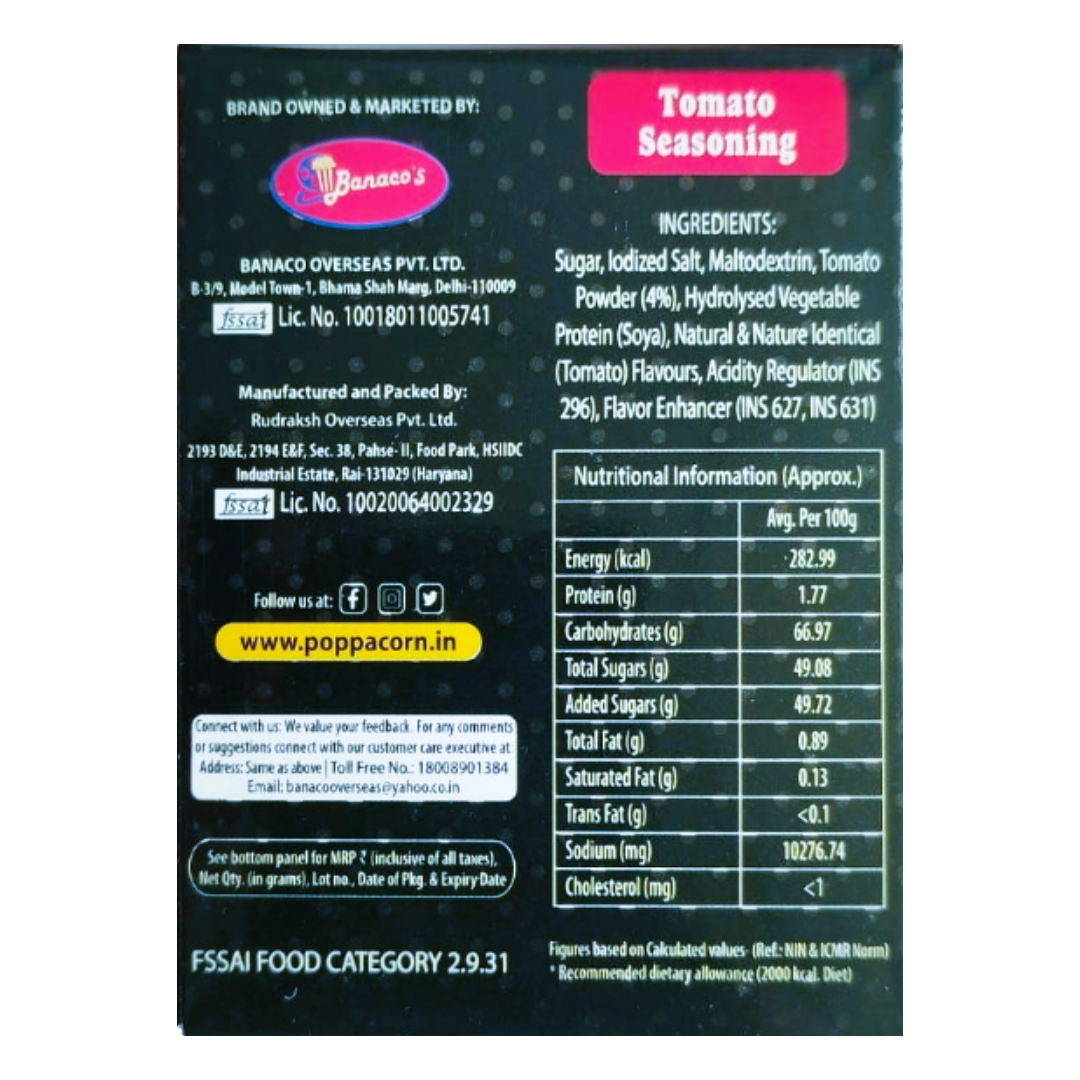 BRAND OWNED & MARKETED BY:
Banaco's
BANACO OVERSEAS PVT. LTD.
B-3/9, Model Town-1, Bhama Shah Marg, Delhi-110009
fssai Lic. No. 10018011005741
Manufactured and Packed By:
Rudraksh Overseas Pvt. Ltd.
2193 D&E, 2194 E&F, Sec. 38, Pahse- II, Food Park, HSIIDC
Industrial Estate, Rai-131029 (Haryana)
fssai Lic. No. 10020064002329
Follow us at:
www.poppacorn.in
Connect with us: We value your feedback. For any comments
or suggestions connect with our customer care executive at
Address: Same as above | Toll Free No.: 18008901384
Email: banacooverseas@yahoo.co.in
See bottom panel for MRP ₹ (inclusive of all taxes),
Net Qty. (in grams), Lot no., Date of Pkg. & Expiry Date
FSSAI FOOD CATEGORY 2.9.31
Tomato
Seasoning
INGREDIENTS:
Sugar, Iodized Salt, Maltodextrin, Tomato
Powder (4%), Hydrolysed Vegetable
Protein (Soya), Natural & Nature Identical
(Tomato) Flavours, Acidity Regulator (INS
296), Flavor Enhancer (INS 627, INS 631)
Nutritional Information (Approx.)
Avg. Per 100g
Energy (kcal) 282.99
Protein (g) 1.77
Carbohydrates (g) 66.97
Total Sugars (g) 49.08
Added Sugars (g) 49.72
Total Fat (g) 0.89
Saturated Fat (g) 0.13
Trans Fat (g) <0.1
Sodium (mg) 10276.74
Cholesterol (mg) <1
Figures based on Calculated values- (Ref.: NIN & ICMR Norm)
* Recommended dietary allowance (2000 kcal. Diet)